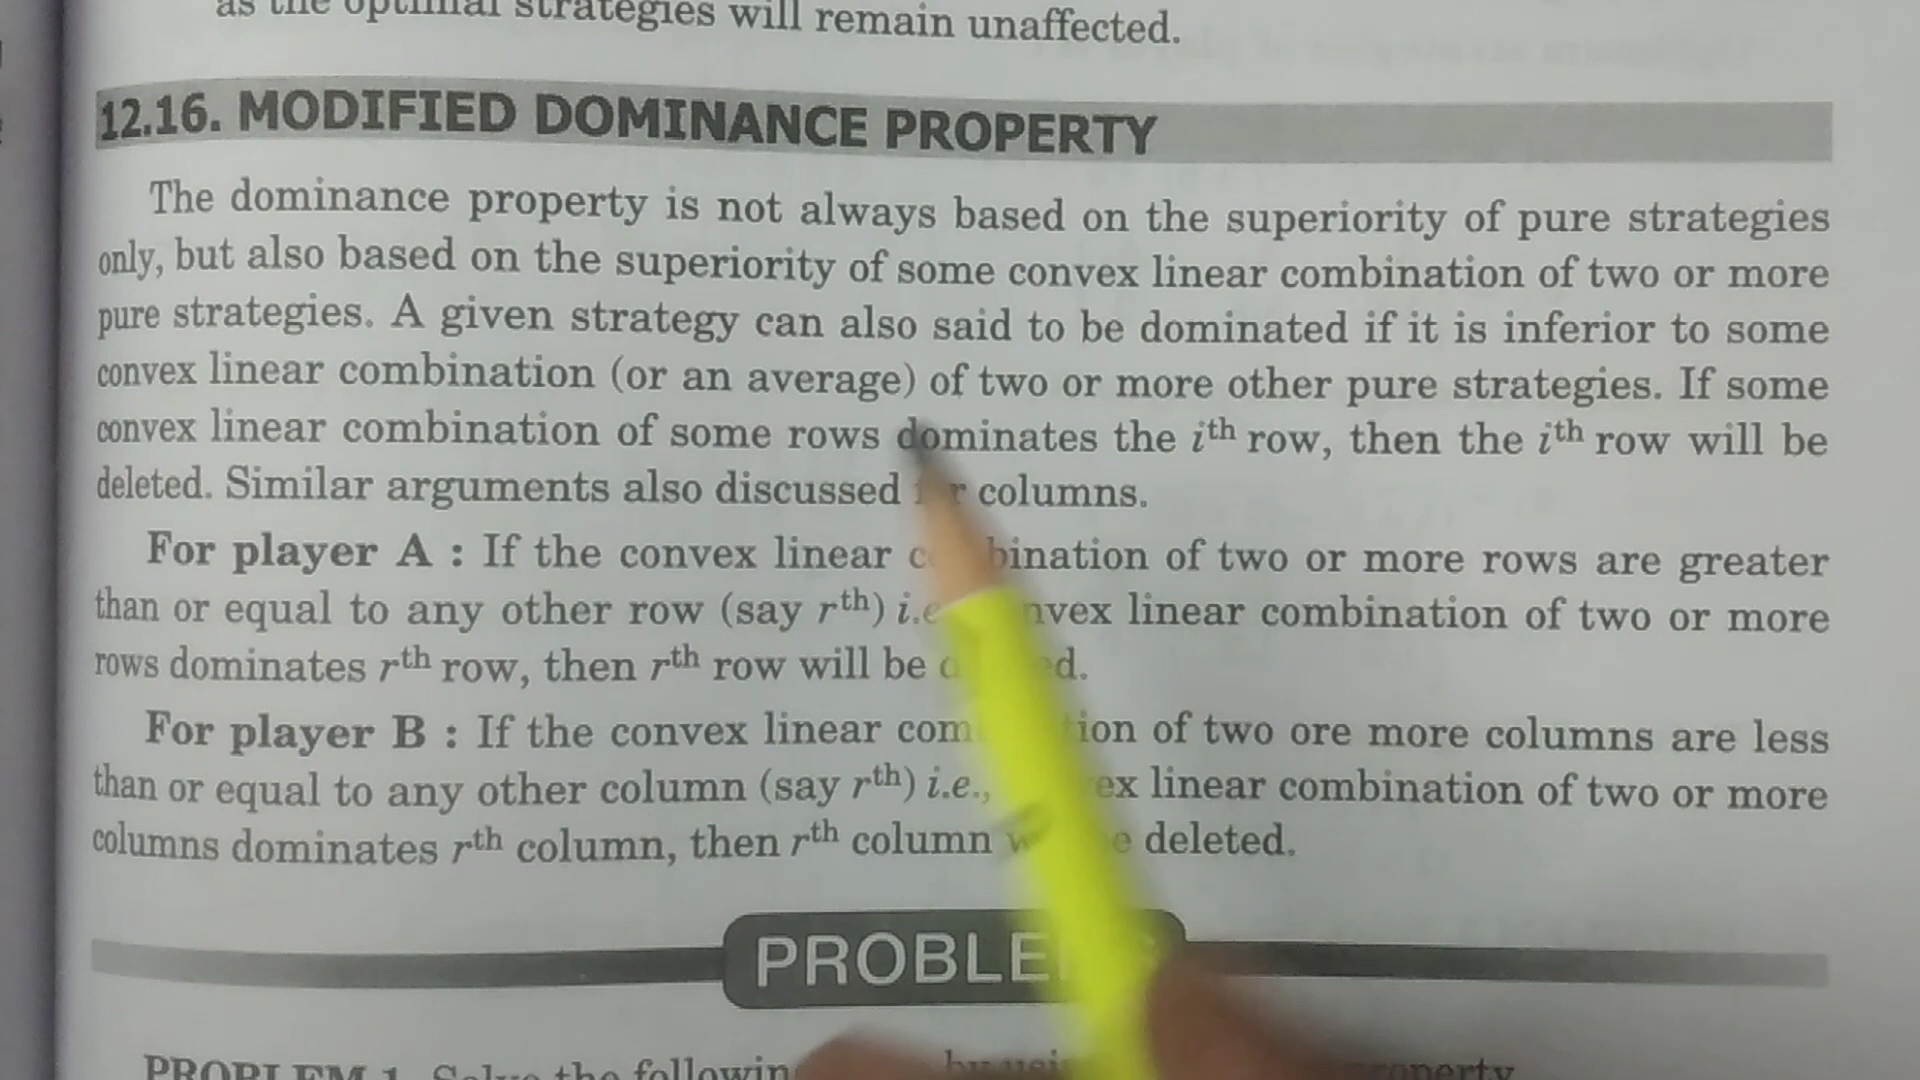 as the optimal strategies will remain unaffected.
12.16. MODIFIED DOMINANCE PROPERTY
The dominance property is not always based on the superiority of pure strategies
only, but also based on the superiority of some convex linear combination of two or more
pure strategies. A given strategy can also said to be dominated if it is inferior to some
convex linear combination (or an average) of two or more other pure strategies. If some
convex linear combination of some rows dominates the iᵗʰ row, then the iᵗʰ row will be
deleted. Similar arguments also discussed columns.
For player A : If the convex linear of two or more rows are greater
than or equal to any other row (say rᵗʰ) i.e. linear combination of two or more
rows dominates rᵗʰ row, then rᵗʰ row will be
For player B : If the convex linear of two ore more columns are less
than or equal to any other column (say rᵗʰ) i.e., linear combination of two or more
columns dominates rᵗʰ column, then rᵗʰ column deleted.
PROBLEM 1. Solve the